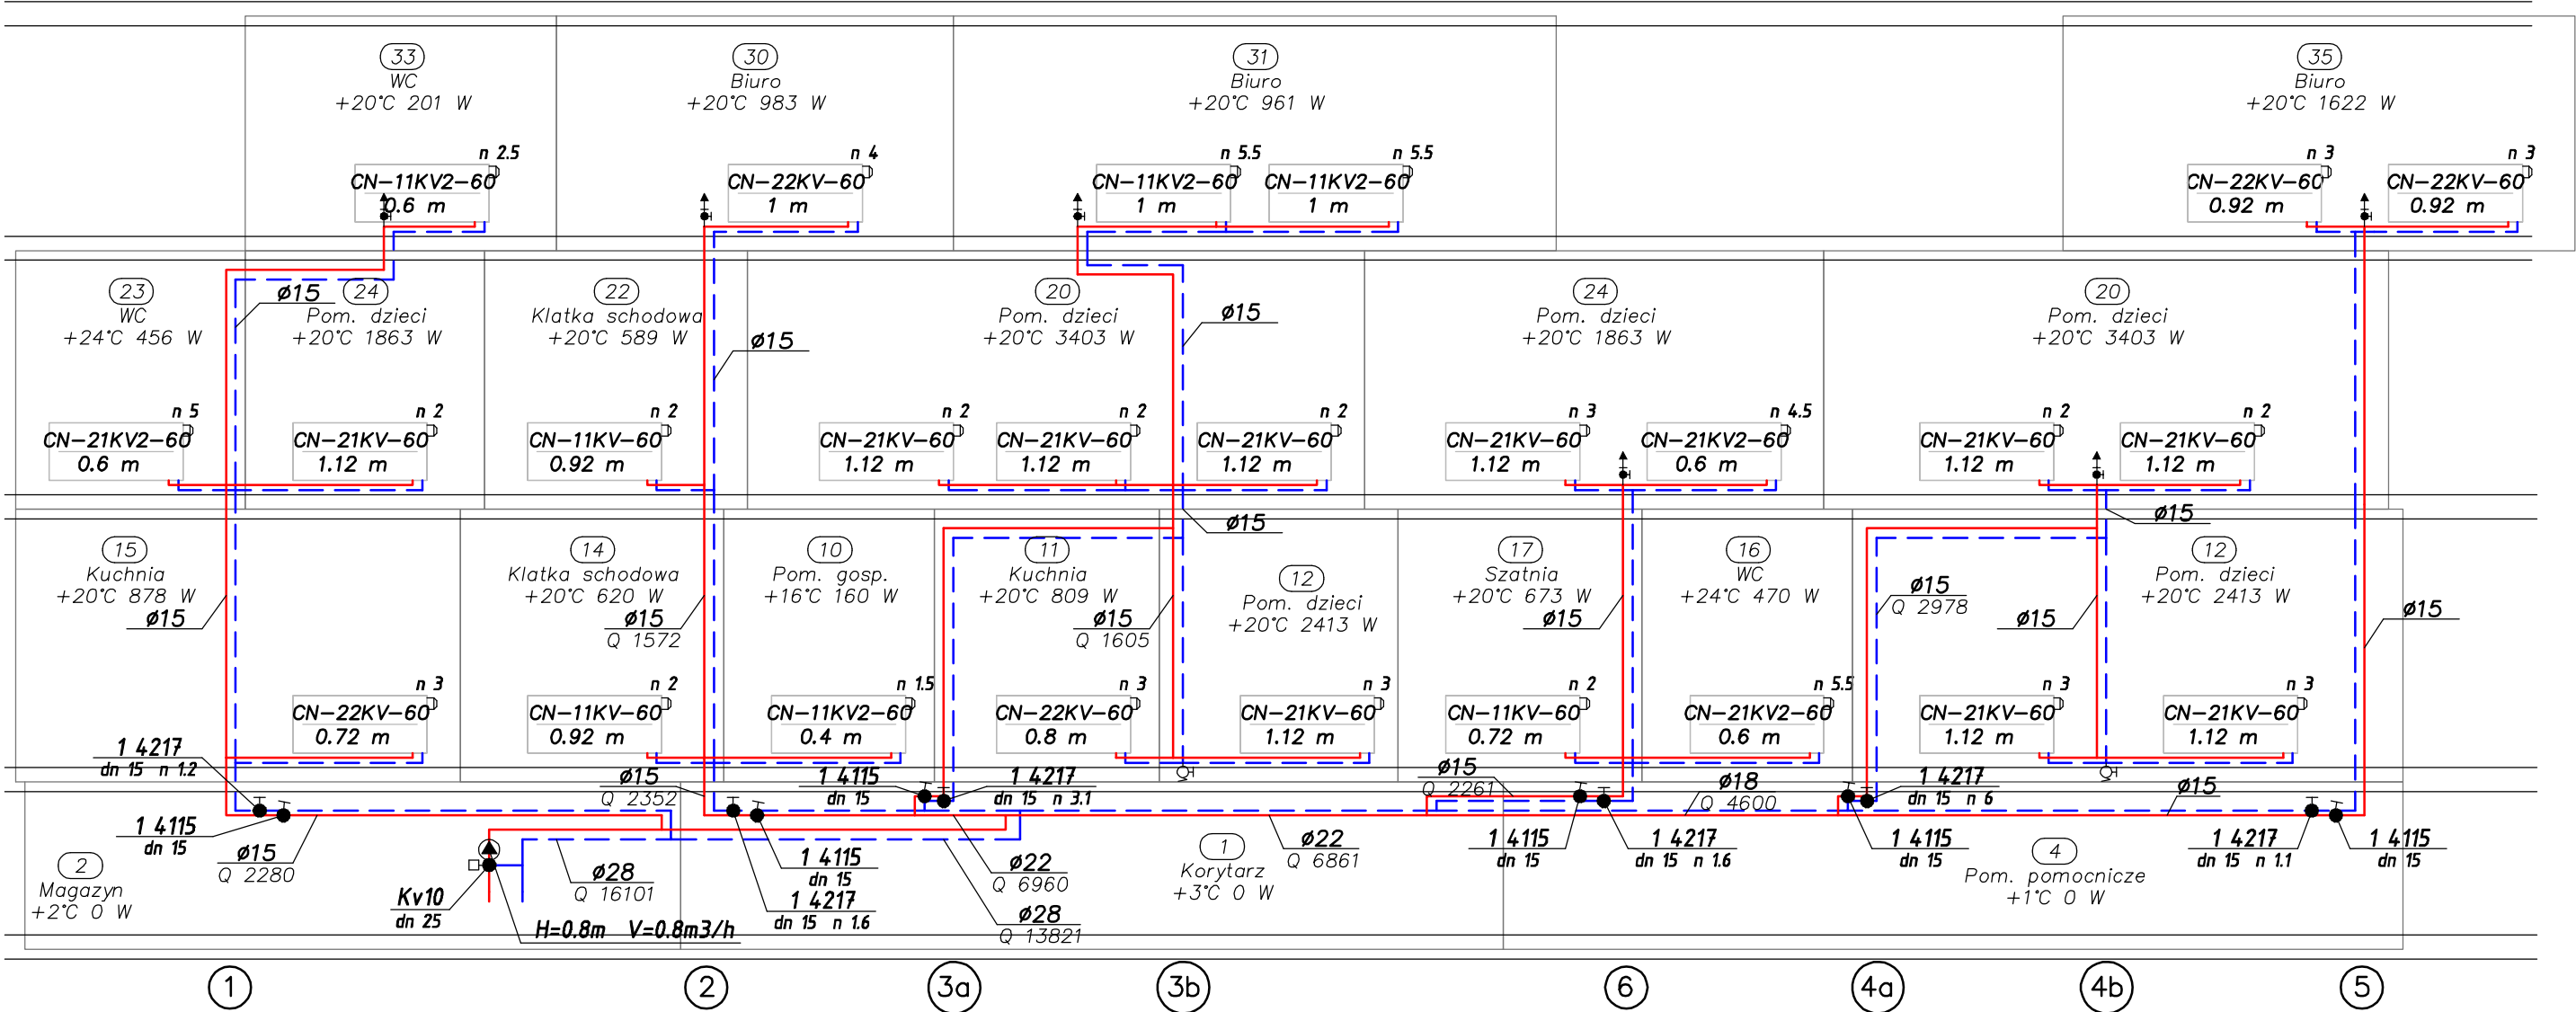 33
WC
+20°C 201 W
30
Biuro
+20°C 983 W
31
Biuro
+20°C 961 W
35
Biuro
+20°C 1622 W
n 2.5
CN-11KV2-60
0.6 m
n 4
CN-22KV-60
1 m
n 5.5
CN-11KV2-60
1 m
n 5.5
CN-11KV2-60
1 m
n 3
CN-22KV-60
0.92 m
n 3
CN-22KV-60
0.92 m
23
WC
+24°C 456 W
ø15
24
Pom. dzieci
+20°C 1863 W
22
Klatka schodowa
+20°C 589 W
ø15
20
Pom. dzieci
+20°C 3403 W
ø15
24
Pom. dzieci
+20°C 1863 W
20
Pom. dzieci
+20°C 3403 W
n 5
CN-21KV2-60
0.6 m
n 2
CN-21KV-60
1.12 m
n 2
CN-11KV-60
0.92 m
n 2
CN-21KV-60
1.12 m
n 2
CN-21KV-60
1.12 m
n 2
CN-21KV-60
1.12 m
n 3
CN-21KV-60
1.12 m
n 4.5
CN-21KV2-60
0.6 m
n 2
CN-21KV-60
1.12 m
n 2
CN-21KV-60
1.12 m
ø15
ø15
15
Kuchnia
+20°C 878 W
ø15
14
Klatka schodowa
+20°C 620 W
ø15
Q 1572
10
Pom. gosp.
+16°C 160 W
11
Kuchnia
+20°C 809 W
ø15
Q 1605
12
Pom. dzieci
+20°C 2413 W
17
Szatnia
+20°C 673 W
ø15
16
WC
+24°C 470 W
ø15
Q 2978
ø15
12
Pom. dzieci
+20°C 2413 W
ø15
n 3
CN-22KV-60
0.72 m
n 2
CN-11KV-60
0.92 m
n 1.5
CN-11KV2-60
0.4 m
n 3
CN-22KV-60
0.8 m
n 3
CN-21KV-60
1.12 m
n 2
CN-11KV-60
0.72 m
n 5.5
CN-21KV2-60
0.6 m
n 3
CN-21KV-60
1.12 m
n 3
CN-21KV-60
1.12 m
1 4217
dn 15 n 1.2
ø15
Q 2352
1 4115
dn 15
1 4217
dn 15 n 3.1
ø15
Q 2261
ø18
Q 4600
1 4217
dn 15 n 6
ø15
1 4115
dn 15
ø15
Q 2280
1 4115
dn 15
1 4217
dn 15 n 1.6
ø22
Q 6960
ø22
Q 6861
1 4115
dn 15
1 4217
dn 15 n 1.6
1 4115
dn 15
1 4217
dn 15 n 1.1
1 4115
dn 15
2
Magazyn
+2°C 0 W
ø28
Q 16101
Kv10
dn 25
H=0.8m V=0.8m3/h
ø28
Q 13821
1
Korytarz
+3°C 0 W
4
Pom. pomocnicze
+1°C 0 W
1
2
3a
3b
6
4a
4b
5